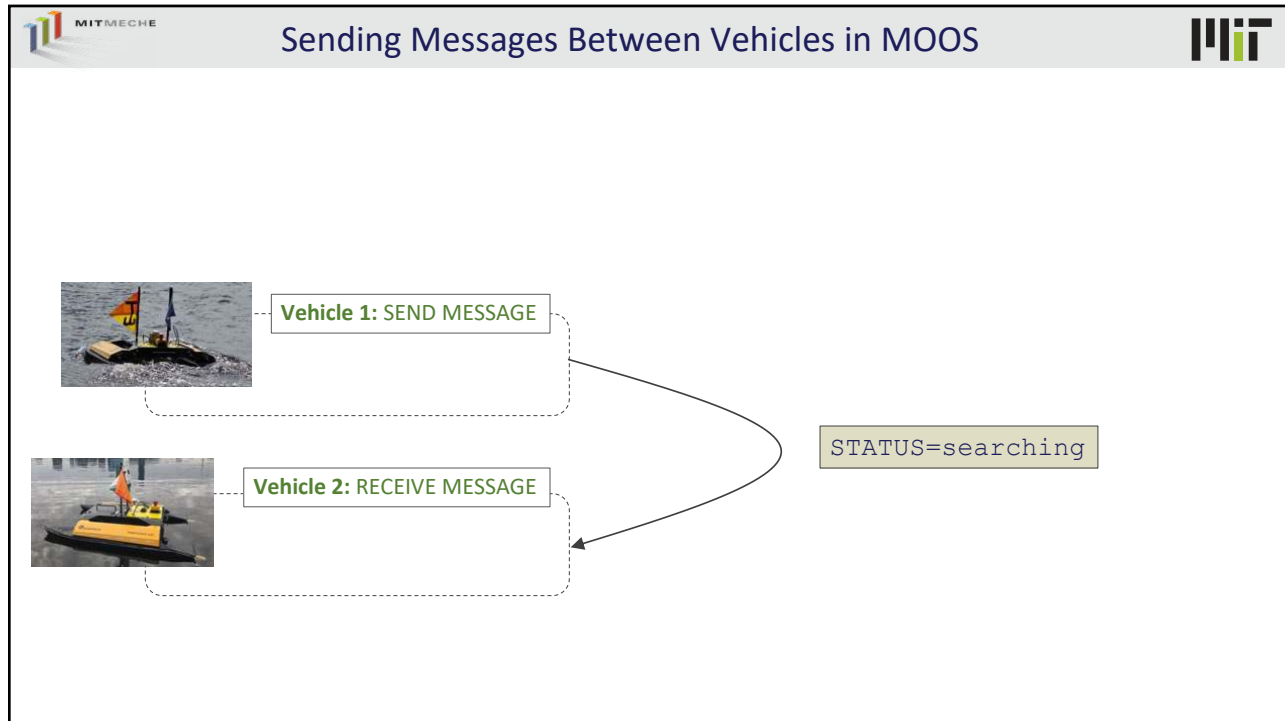 MITMECHE
Sending Messages Between Vehicles in MOOS
MIT
Vehicle 1: SEND MESSAGE
STATUS=searching
Vehicle 2: RECEIVE MESSAGE